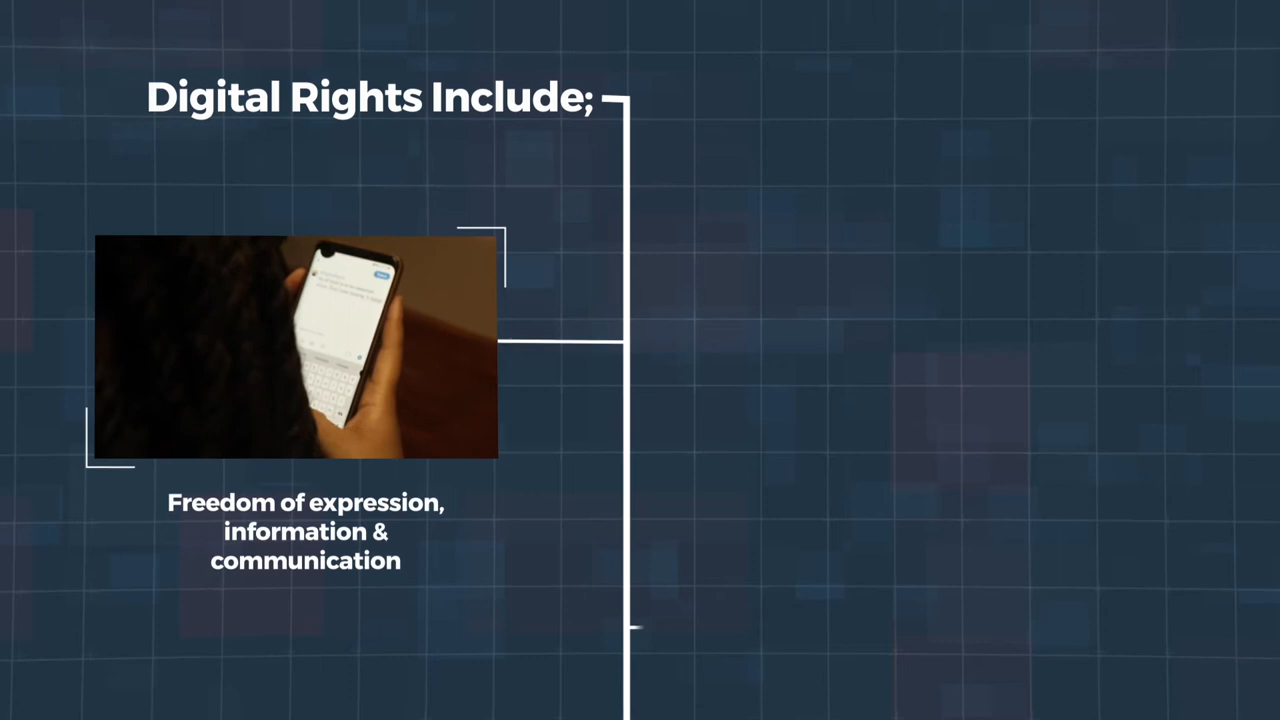 Digital Rights Include;
Freedom of expression,
information &
communication